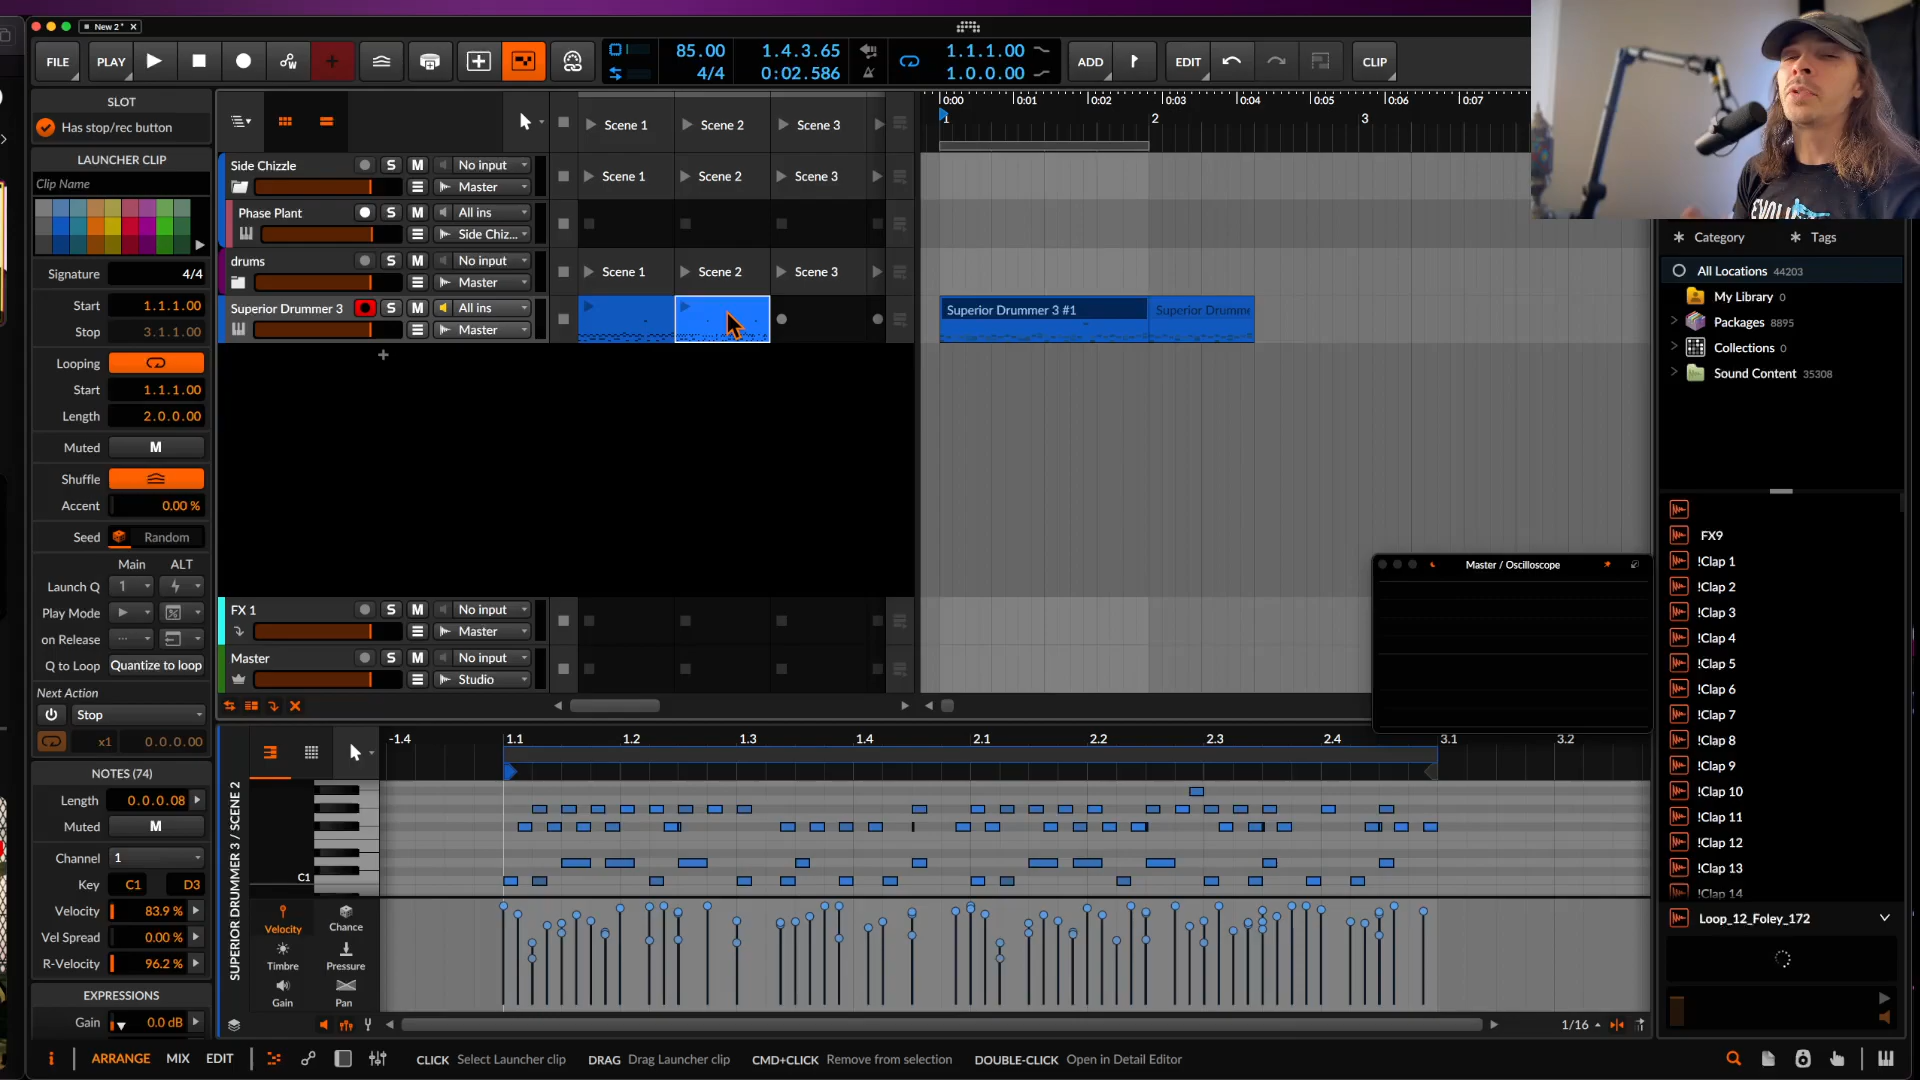 New 2*
FILE
PLAY
85.00
4/4
1.4.3.65
0:02.586
1.1.1.00
1.0.0.00
ADD
EDIT
CLIP
SLOT
Has stop/rec button
LAUNCHER CLIP
Clip Name
Signature 4/4
Start 1.1.1.00
Stop 3.1.1.00
Looping
Start 1.1.1.00
Length 2.0.0.00
Muted M
Shuffle
Accent 0.00 %
Seed Random
Main ALT
Launch Q 1
Play Mode
on Release
Q to Loop Quantize to loop
Next Action
Stop
x1 0.0.0.00
NOTES (74)
Length 0.0.0.08
Muted M
Channel 1
Key C1 D3
Velocity 83.9 %
Vel Spread 0.00 %
R-Velocity 96.2 %
EXPRESSIONS
Gain 0.0 dB
Scene 1 Scene 2 Scene 3
Side Chizzle S M No input
Master
Scene 1 Scene 2 Scene 3
Phase Plant S M All ins
Side Chiz...
drums S M No input
Master
Scene 1 Scene 2 Scene 3
Superior Drummer 3 S M All ins
Master
FX 1 S M No input
Master
Master S M No input
Studio
0:00 0:01 0:02 0:03 0:04 0:05 0:06 0:07
1 2 3
Superior Drummer 3 #1
Superior Drumme
Master / Oscilloscope
EVOLU
Category Tags
All Locations 44203
My Library 0
Packages 8895
Collections 0
Sound Content 35308
FX9
!Clap 1
!Clap 2
!Clap 3
!Clap 4
!Clap 5
!Clap 6
!Clap 7
!Clap 8
!Clap 9
!Clap 10
!Clap 11
!Clap 12
!Clap 13
!Clap 14
Loop_12_Foley_172
-1.4 1.1 1.2 1.3 1.4 2.1 2.2 2.3 2.4 3.1 3.2
SUPERIOR DRUMMER 3 / SCENE 2
C1
Velocity Chance
Timbre Pressure
Gain Pan
1/16
ARRANGE MIX EDIT
CLICK Select Launcher clip DRAG Drag Launcher clip CMD+CLICK Remove from selection DOUBLE-CLICK Open in Detail Editor